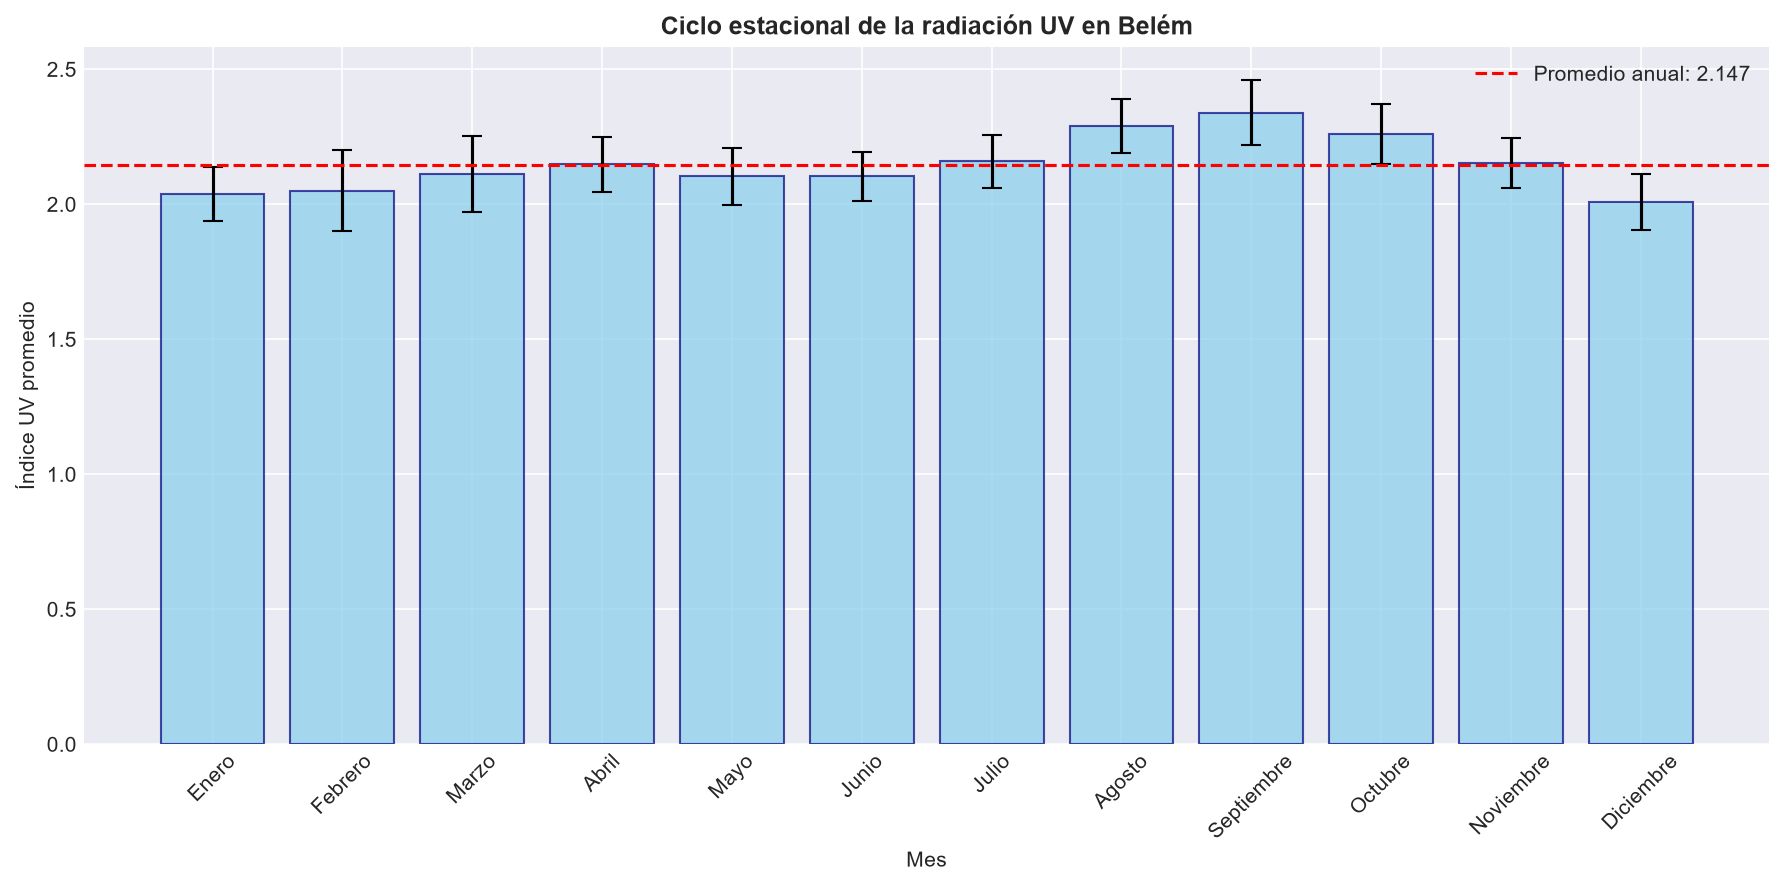 Ciclo estacional de la radiación UV en Belém
Promedio anual: 2.147
Índice UV promedio
2.5
2.0
1.5
1.0
0.5
0.0
Enero
Febrero
Marzo
Abril
Mayo
Junio
Julio
Agosto
Septiembre
Octubre
Noviembre
Diciembre
Mes